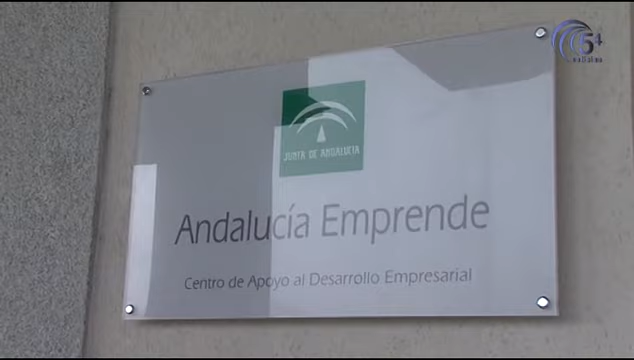 JUNTA DE ANDALUCIA
Andalucía Emprende
Centro de Apoyo al Desarrollo Empresarial